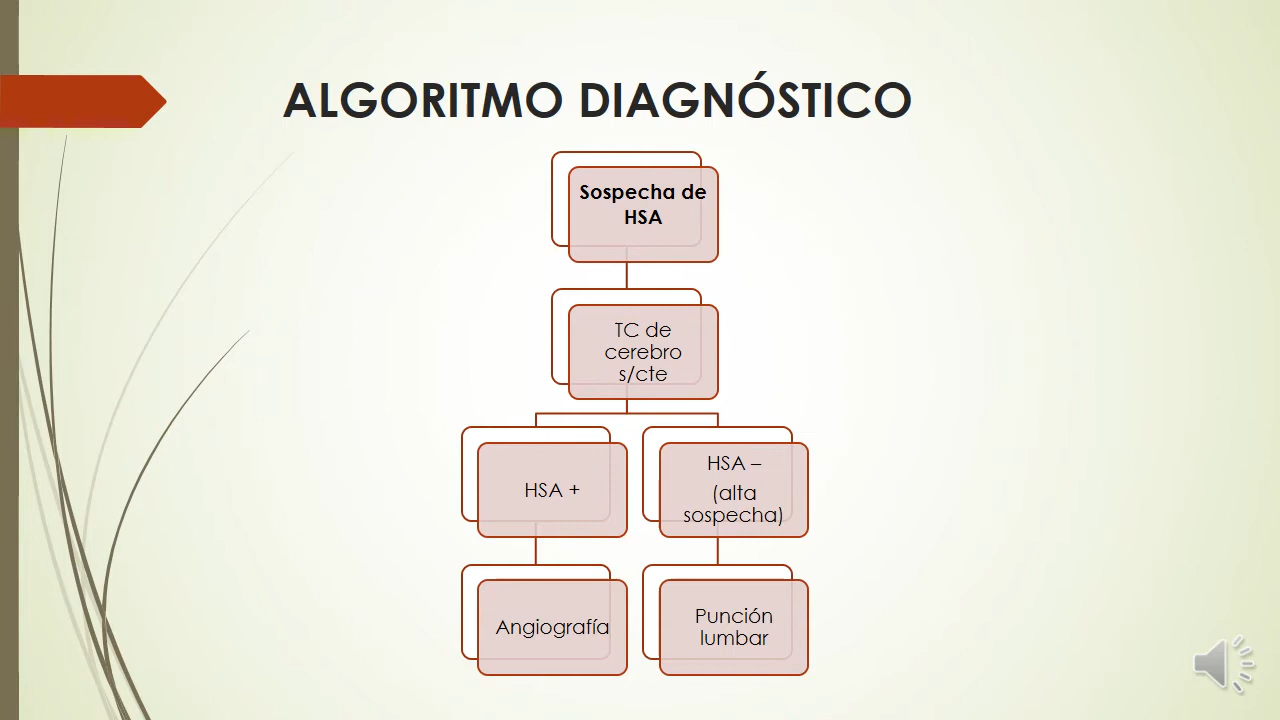 ALGORITMO DIAGNÓSTICO
Sospecha de
HSA
TC de
cerebro
s/cte
HSA +
HSA –
(alta
sospecha)
Angiografía
Punción
lumbar